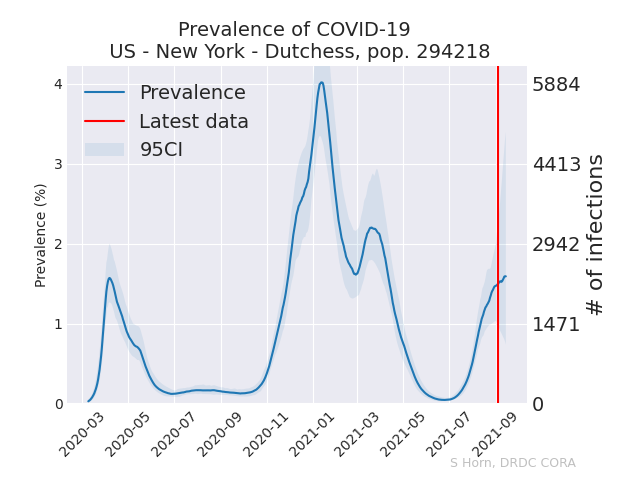 Prevalence of COVID-19
US - New York - Dutchess, pop. 294218
Prevalence
Latest data
95CI
Prevalence (%)
4
3
2
1
0
5884
4413
2942
1471
0
# of infections
2020-03
2020-05
2020-07
2020-09
2020-11
2021-01
2021-03
2021-05
2021-07
2021-09
S Horn, DRDC CORA